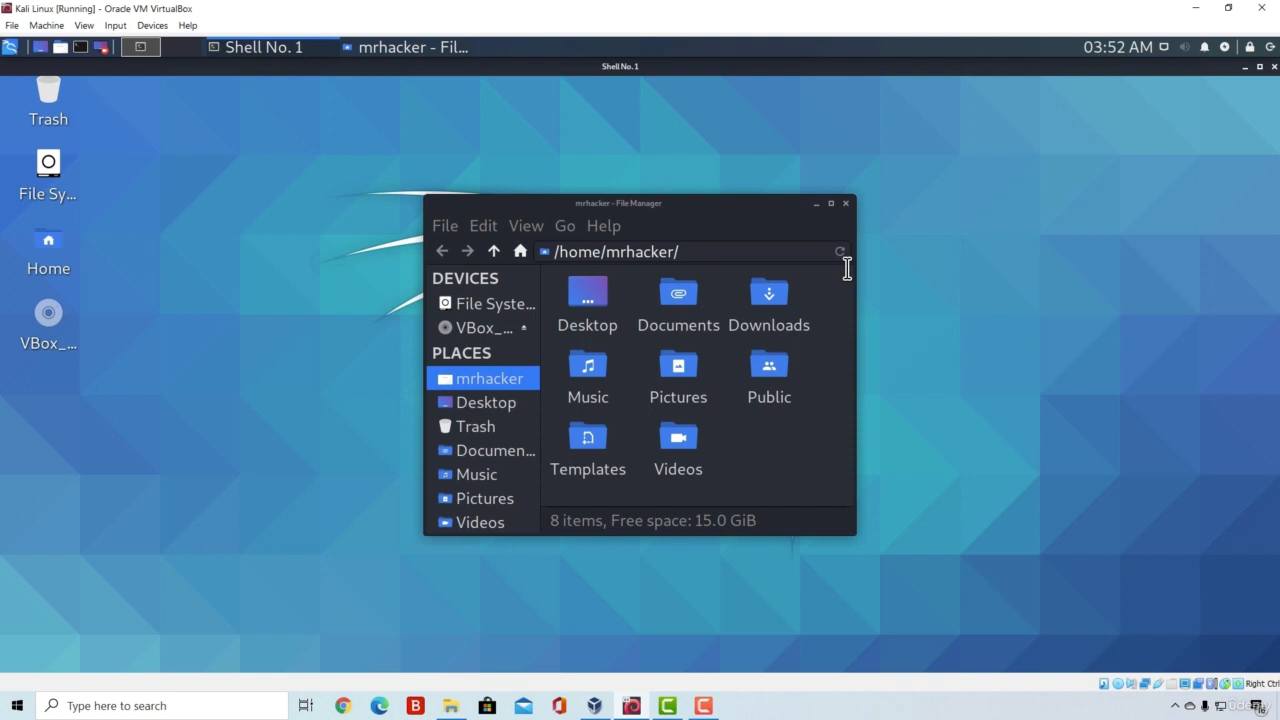 Kali Linux [Running] - Oracle VM VirtualBox
File Machine View Input Devices Help
Shell No. 1
mrhacker - Fil...
03:52 AM
Shell No.1
Trash
File Sy...
Home
VBox_...
mrhacker - File Manager
File Edit View Go Help
/home/mrhacker/
DEVICES
File Syste...
VBox_...
PLACES
mrhacker
Desktop
Trash
Documen...
Music
Pictures
Videos
Desktop Documents Downloads
Music Pictures Public
Templates Videos
8 items, Free space: 15.0 GiB
Right Ctrl
Type here to search
B